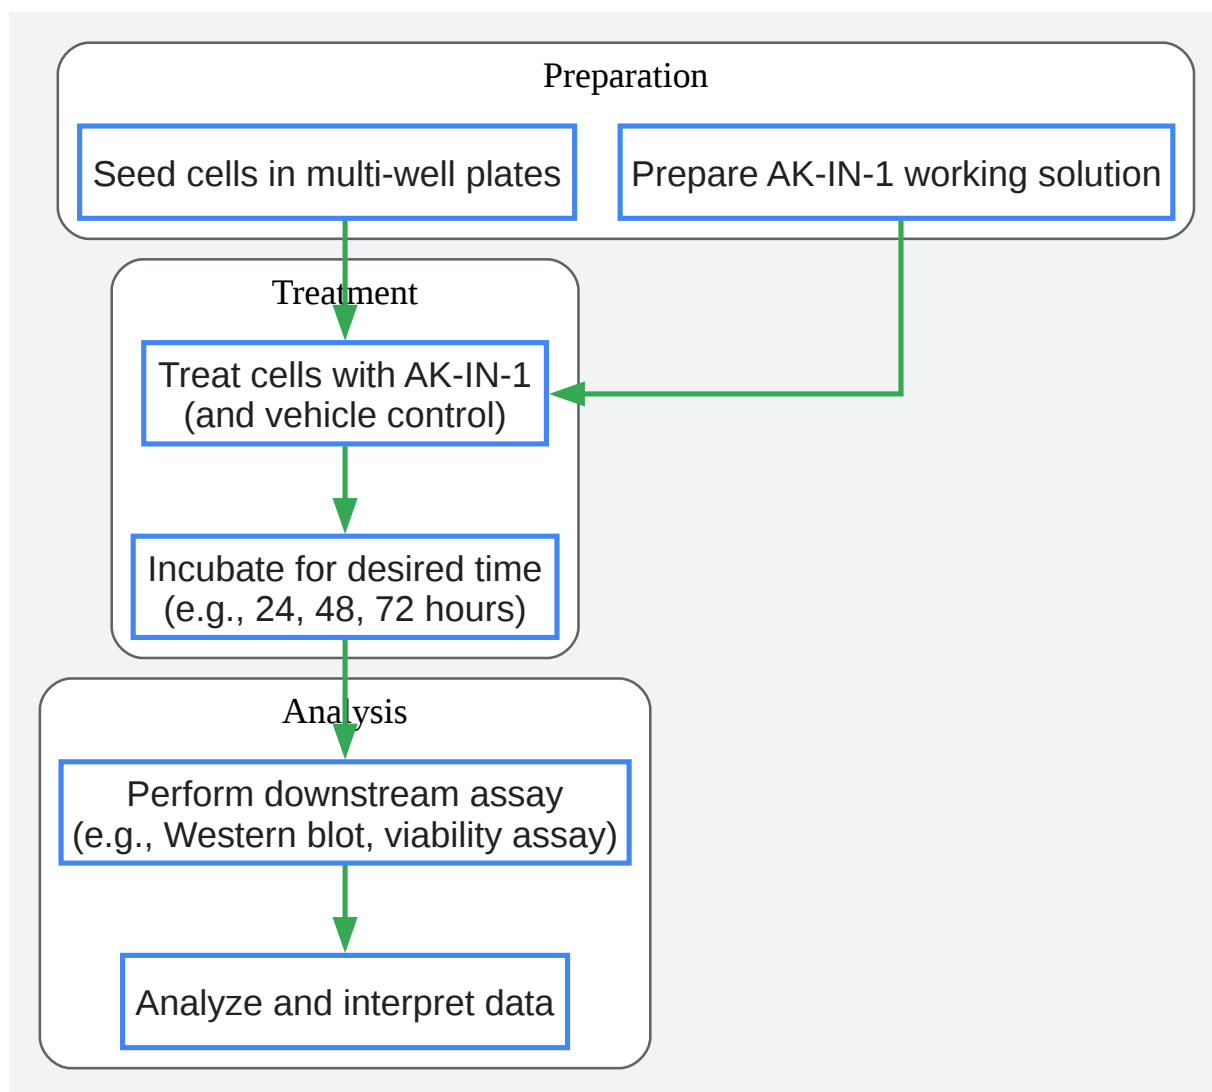 Preparation
Seed cells in multi-well plates
Prepare AK-IN-1 working solution
Treatment
Treat cells with AK-IN-1
(and vehicle control)
Incubate for desired time
(e.g., 24, 48, 72 hours)
Analysis
Perform downstream assay
(e.g., Western blot, viability assay)
Analyze and interpret data